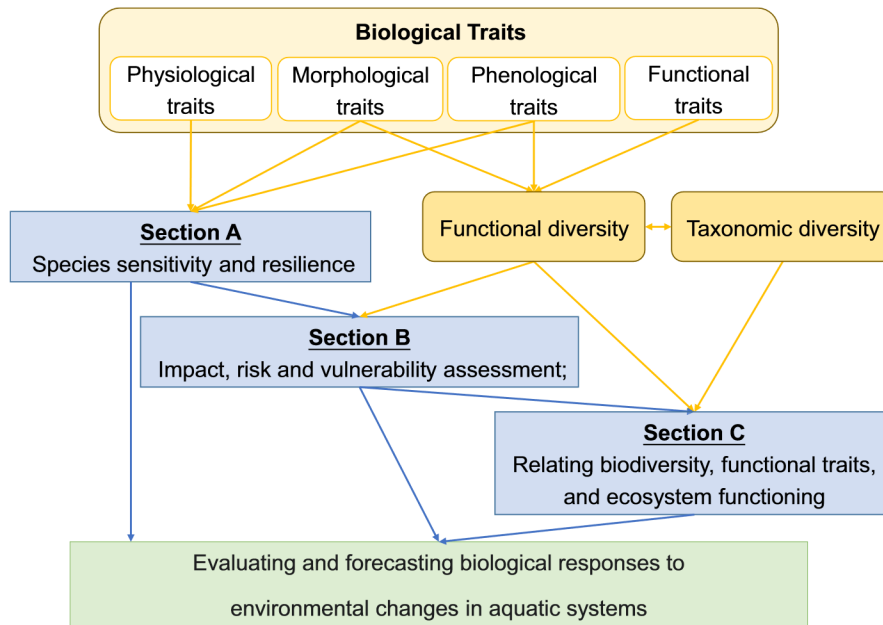 Biological Traits
Physiological
traits
Morphological
traits
Phenological
traits
Functional
traits
Section A
Species sensitivity and resilience
Functional diversity
Taxonomic diversity
Section B
Impact, risk and vulnerability assessment;
Section C
Relating biodiversity, functional traits,
and ecosystem functioning
Evaluating and forecasting biological responses to
environmental changes in aquatic systems